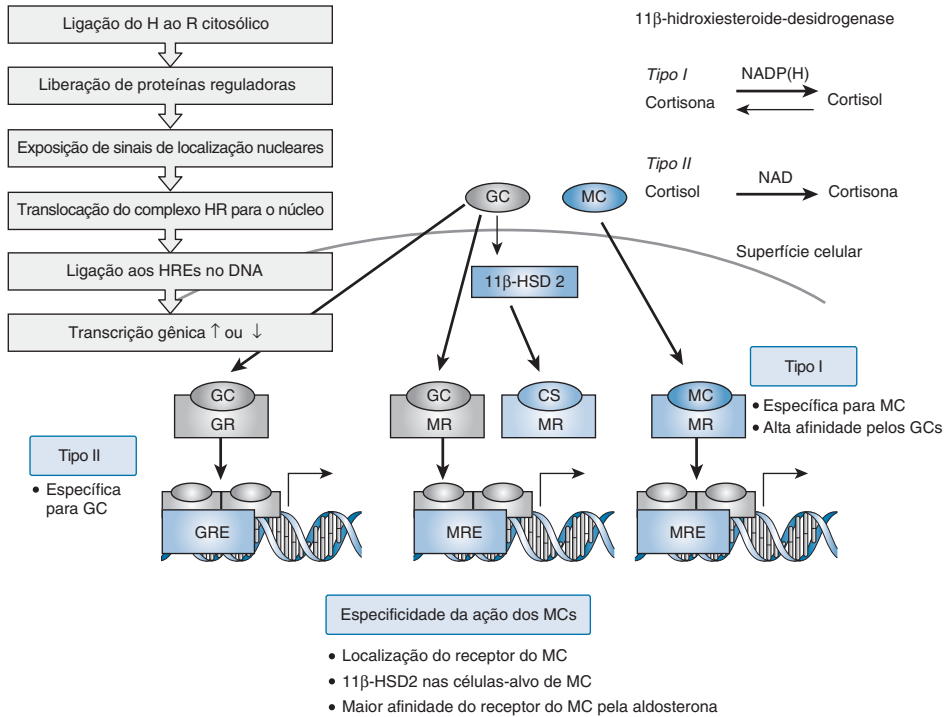 Ligação do H ao R citosólico
Liberação de proteínas reguladoras
Exposição de sinais de localização nucleares
Translocação do complexo HR para o núcleo
Ligação aos HREs no DNA
Transcrição gênica ↑ ou ↓
11β-hidroxiesteroide-desidrogenase
Tipo I
NADP(H)
Cortisona
Cortisol
Tipo II
NAD
Cortisol
Cortisona
GC
MC
Superfície celular
11β-HSD 2
GC
GR
GC
MR
CS
MR
MC
MR
Tipo I
• Específica para MC
• Alta afinidade pelos GCs
Tipo II
• Específica
para GC
GRE
MRE
MRE
Especificidade da ação dos MCs
• Localização do receptor do MC
• 11β-HSD2 nas células-alvo de MC
• Maior afinidade do receptor do MC pela aldosterona